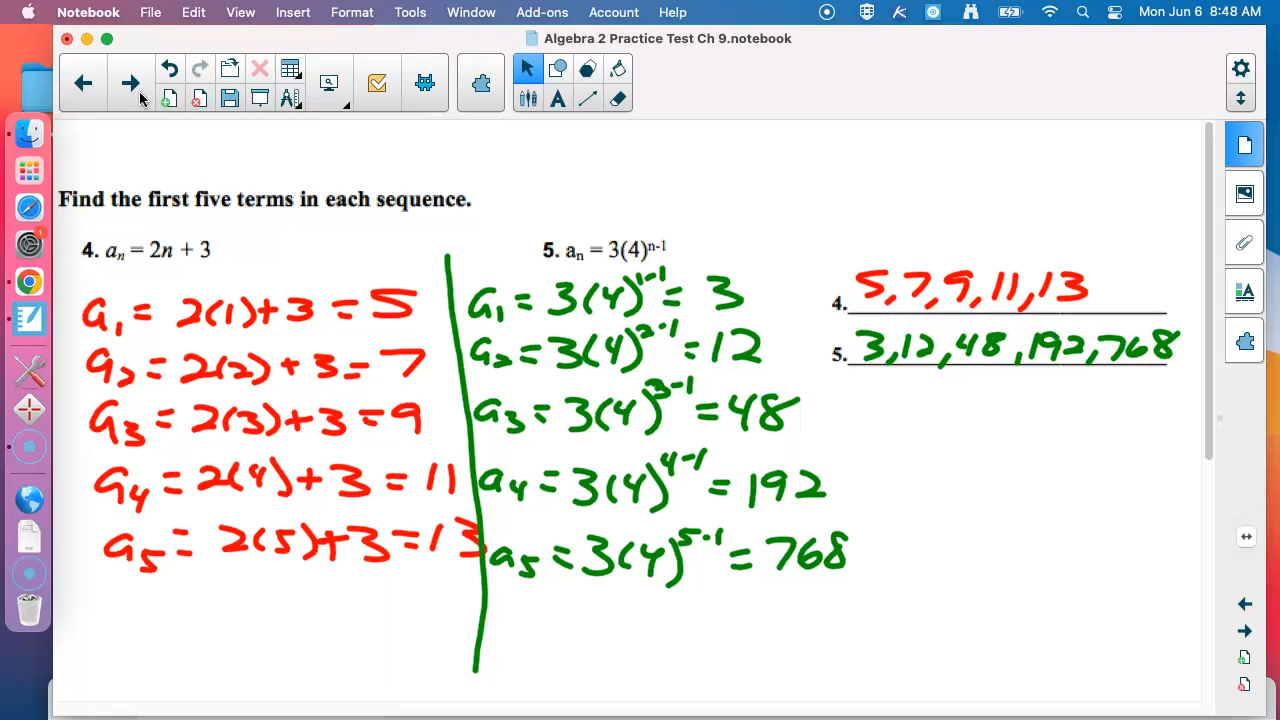 Notebook File Edit View Insert Format Tools Window Add-ons Account Help Mon Jun 6 8:48 AM
Algebra 2 Practice Test Ch 9.notebook
Find the first five terms in each sequence.
4. aₙ = 2n + 3
a₁ = 2(1)+3 = 5
a₂ = 2(2)+3 = 7
a₃ = 2(3)+3 = 9
a₄ = 2(4)+3 = 11
a₅ = 2(5)+3 = 13
5. aₙ = 3(4)ⁿ⁻¹
a₁ = 3(4)¹⁻¹ = 3
a₂ = 3(4)²⁻¹ = 12
a₃ = 3(4)³⁻¹ = 48
a₄ = 3(4)⁴⁻¹ = 192
a₅ = 3(4)⁵⁻¹ = 768
4. 5, 7, 9, 11, 13
5. 3, 12, 48, 192, 768